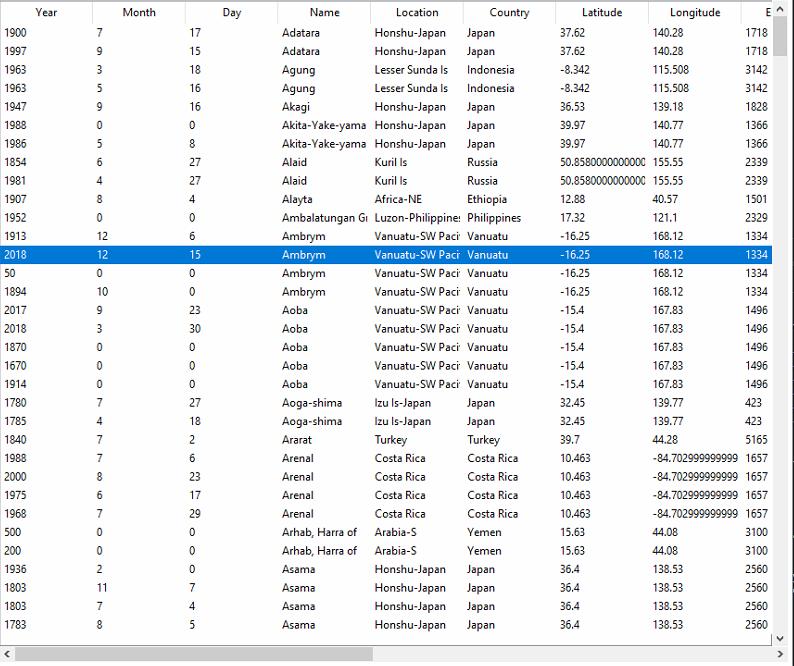 Year Month Day Name Location Country Latitude Longitude E
1900 7 17 Adatara Honshu-Japan Japan 37.62 140.28 1718
1997 9 15 Adatara Honshu-Japan Japan 37.62 140.28 1718
1963 3 18 Agung Lesser Sunda Is Indonesia -8.342 115.508 3142
1963 5 16 Agung Lesser Sunda Is Indonesia -8.342 115.508 3142
1947 9 16 Akagi Honshu-Japan Japan 36.53 139.18 1828
1988 0 0 Akita-Yake-yama Honshu-Japan Japan 39.97 140.77 1366
1986 5 8 Akita-Yake-yama Honshu-Japan Japan 39.97 140.77 1366
1854 6 27 Alaid Kuril Is Russia 50.8580000000000 155.55 2339
1981 4 27 Alaid Kuril Is Russia 50.8580000000000 155.55 2339
1907 8 4 Alayta Africa-NE Ethiopia 12.88 40.57 1501
1952 0 0 Ambalatungan Gr Luzon-Philippines Philippines 17.32 121.1 2329
1913 12 6 Ambrym Vanuatu-SW Pacif Vanuatu -16.25 168.12 1334
2018 12 15 Ambrym Vanuatu-SW Pacif Vanuatu -16.25 168.12 1334
50 0 0 Ambrym Vanuatu-SW Pacif Vanuatu -16.25 168.12 1334
1894 10 0 Ambrym Vanuatu-SW Pacif Vanuatu -16.25 168.12 1334
2017 9 23 Aoba Vanuatu-SW Pacif Vanuatu -15.4 167.83 1496
2018 3 30 Aoba Vanuatu-SW Pacif Vanuatu -15.4 167.83 1496
1870 0 0 Aoba Vanuatu-SW Pacif Vanuatu -15.4 167.83 1496
1670 0 0 Aoba Vanuatu-SW Pacif Vanuatu -15.4 167.83 1496
1914 0 0 Aoba Vanuatu-SW Pacif Vanuatu -15.4 167.83 1496
1780 7 27 Aoga-shima Izu Is-Japan Japan 32.45 139.77 423
1785 4 18 Aoga-shima Izu Is-Japan Japan 32.45 139.77 423
1840 7 2 Ararat Turkey Turkey 39.7 44.28 5165
1988 7 6 Arenal Costa Rica Costa Rica 10.463 -84.702999999999 1657
2000 8 23 Arenal Costa Rica Costa Rica 10.463 -84.702999999999 1657
1975 6 17 Arenal Costa Rica Costa Rica 10.463 -84.702999999999 1657
1968 7 29 Arenal Costa Rica Costa Rica 10.463 -84.702999999999 1657
500 0 0 Arhab, Harra of Arabia-S Yemen 15.63 44.08 3100
200 0 0 Arhab, Harra of Arabia-S Yemen 15.63 44.08 3100
1936 2 0 Asama Honshu-Japan Japan 36.4 138.53 2560
1803 11 7 Asama Honshu-Japan Japan 36.4 138.53 2560
1803 7 4 Asama Honshu-Japan Japan 36.4 138.53 2560
1783 8 5 Asama Honshu-Japan Japan 36.4 138.53 2560